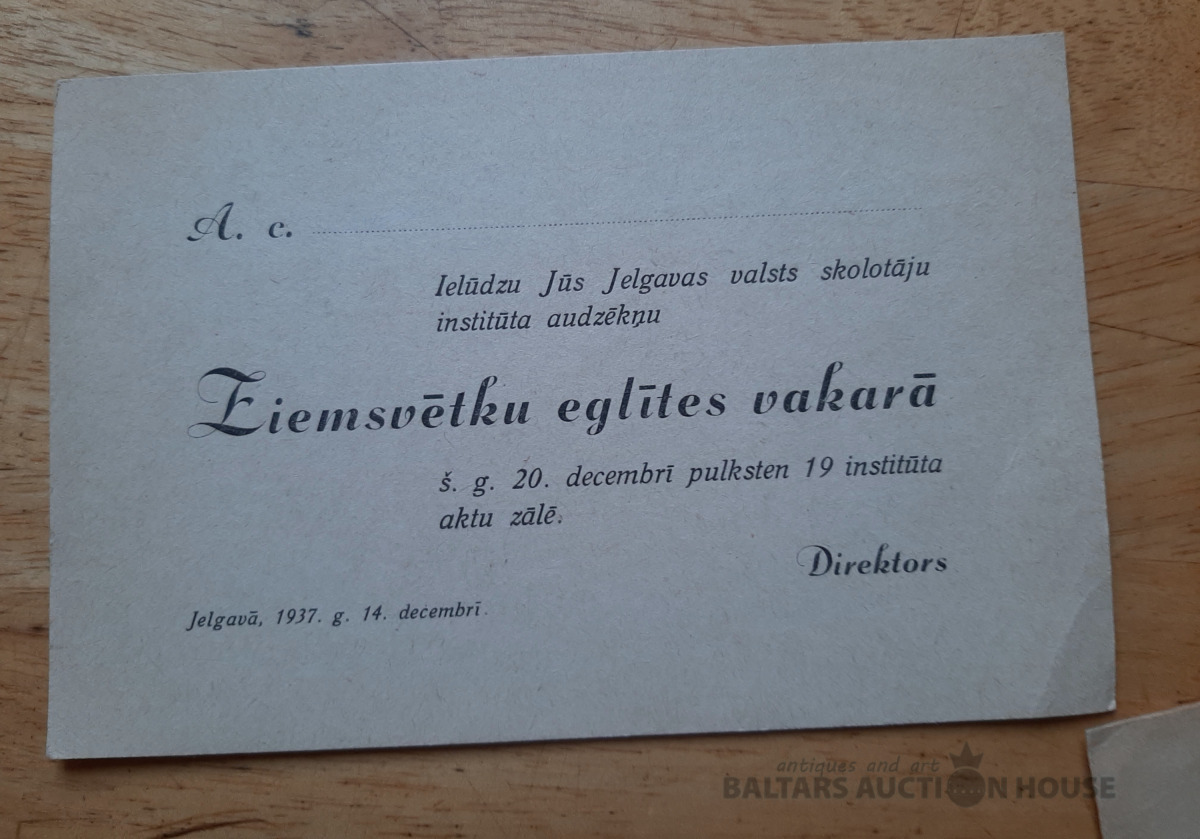 A. c.
Ielūdzu Jūs Jelgavas valsts skolotāju
institūta audzēkņu
Ziemsvētku eglītes vakarā
š. g. 20. decembrī pulksten 19 institūta
aktu zālē.
Direktors
Jelgavā, 1937. g. 14. decembrī.
antiques and art
BALTARS AUCTION HOUSE